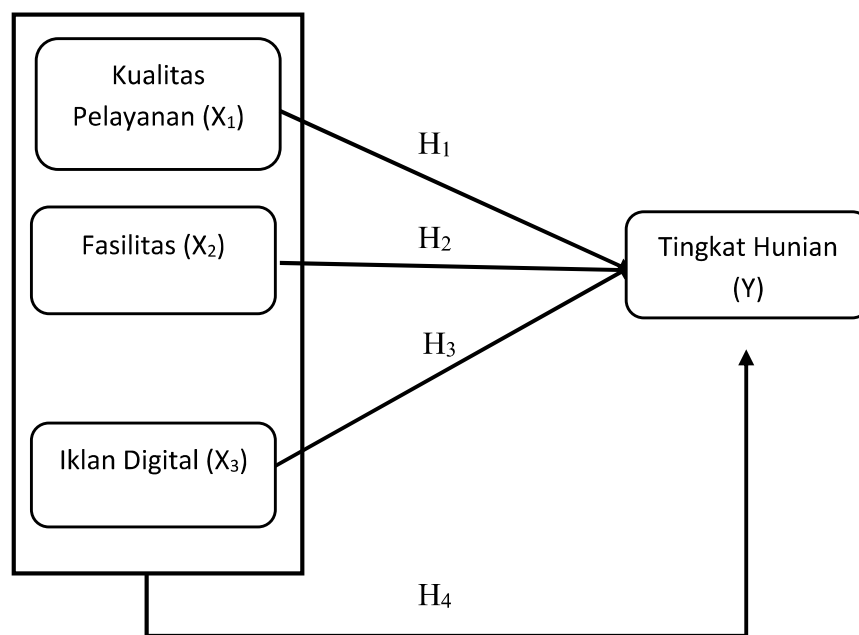 Kualitas
Pelayanan (X₁)
H₁
Fasilitas (X₂)
H₂
Tingkat Hunian
(Y)
H₃
Iklan Digital (X₃)
H₄